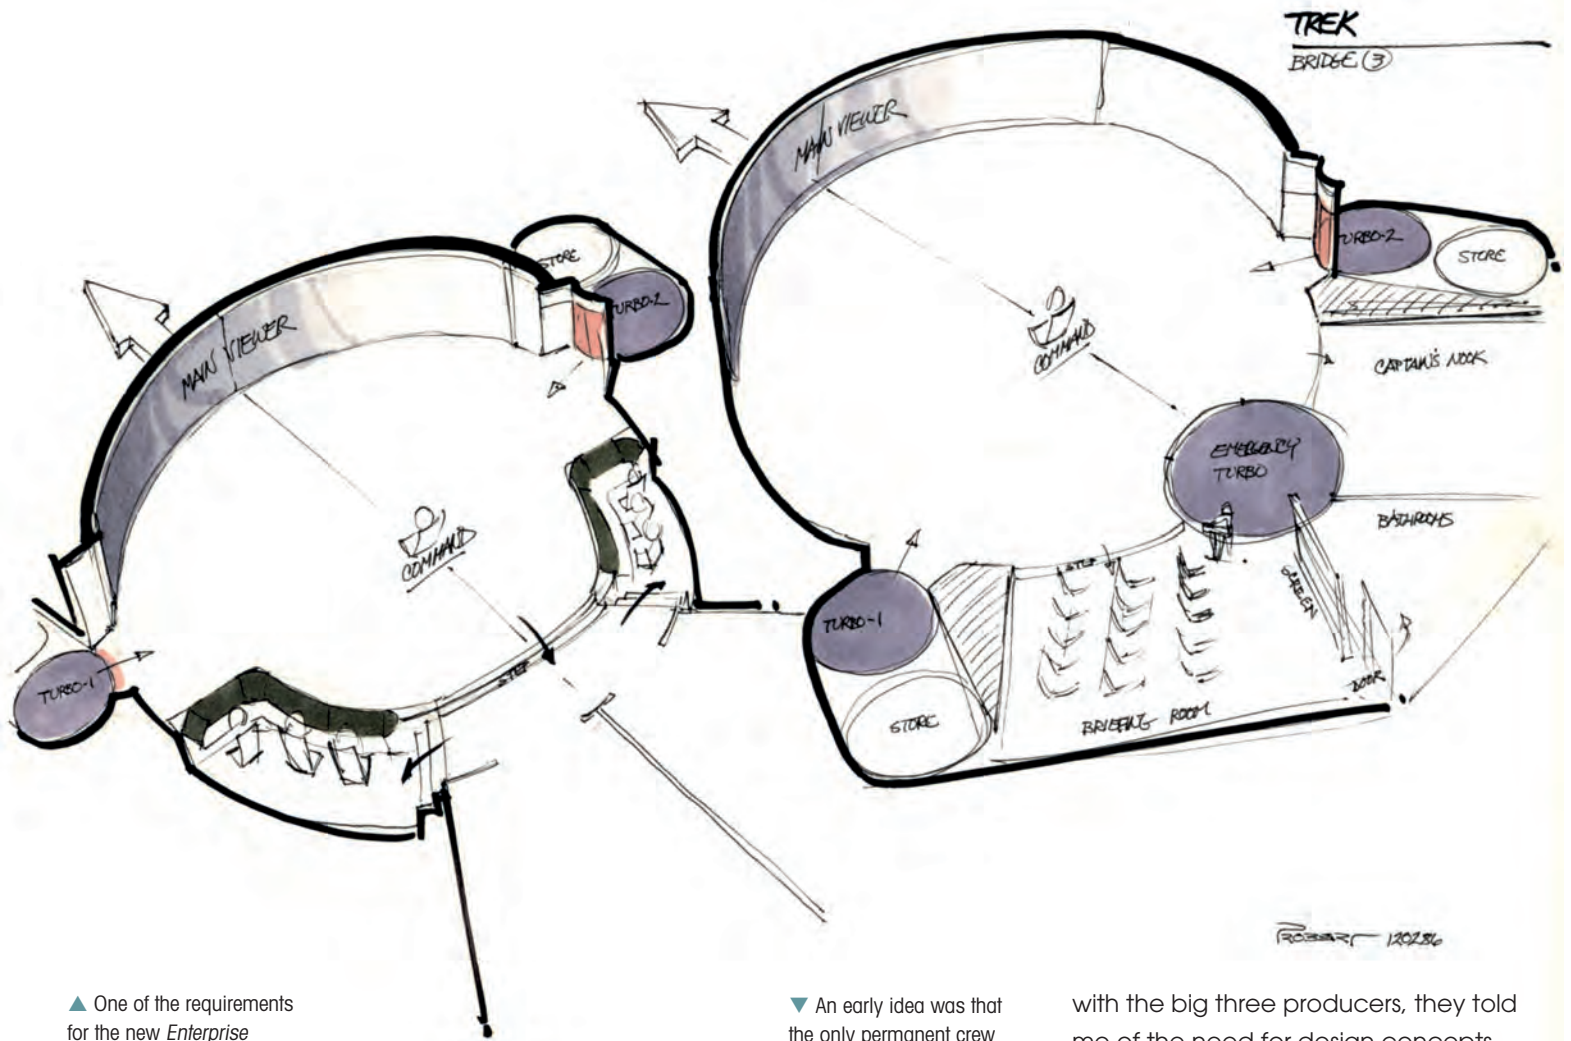 TREK
BRIDGE (3)
MAIN VIEWER
TURBO-2
STORE
COMMAND
CAPTAIN'S NOOK
EMERGENCY
TURBO
BATHROOMS
STEP
SCREEN
TURBO-1
STORE
BRIEFING ROOM
DOOR
STORE
TURBO-2
MAIN VIEWER
COMMAND
STEP
TURBO-1
PROBERT 120286
▲ One of the requirements
for the new Enterprise
▼ An early idea was that
the only permanent crew
with the big three producers, they told
me of the need for design concepts